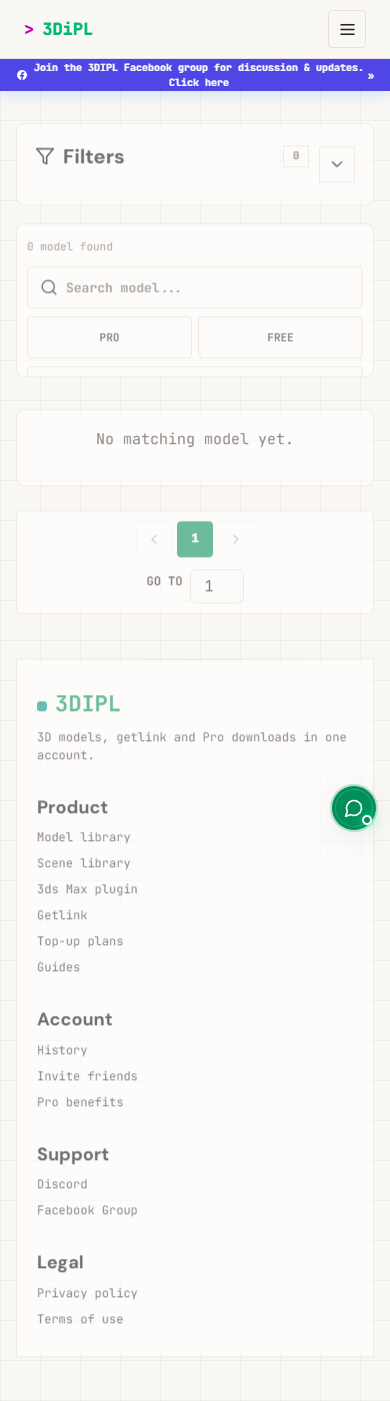 > 3DiPL
Join the 3DIPL Facebook group for discussion & updates.
Click here
»
Filters
0
0 model found
Search model...
PRO
FREE
No matching model yet.
1
GO TO
1
3DIPL
3D models, getlink and Pro downloads in one
account.
Product
Model library
Scene library
3ds Max plugin
Getlink
Top-up plans
Guides
Account
History
Invite friends
Pro benefits
Support
Discord
Facebook Group
Legal
Privacy policy
Terms of use